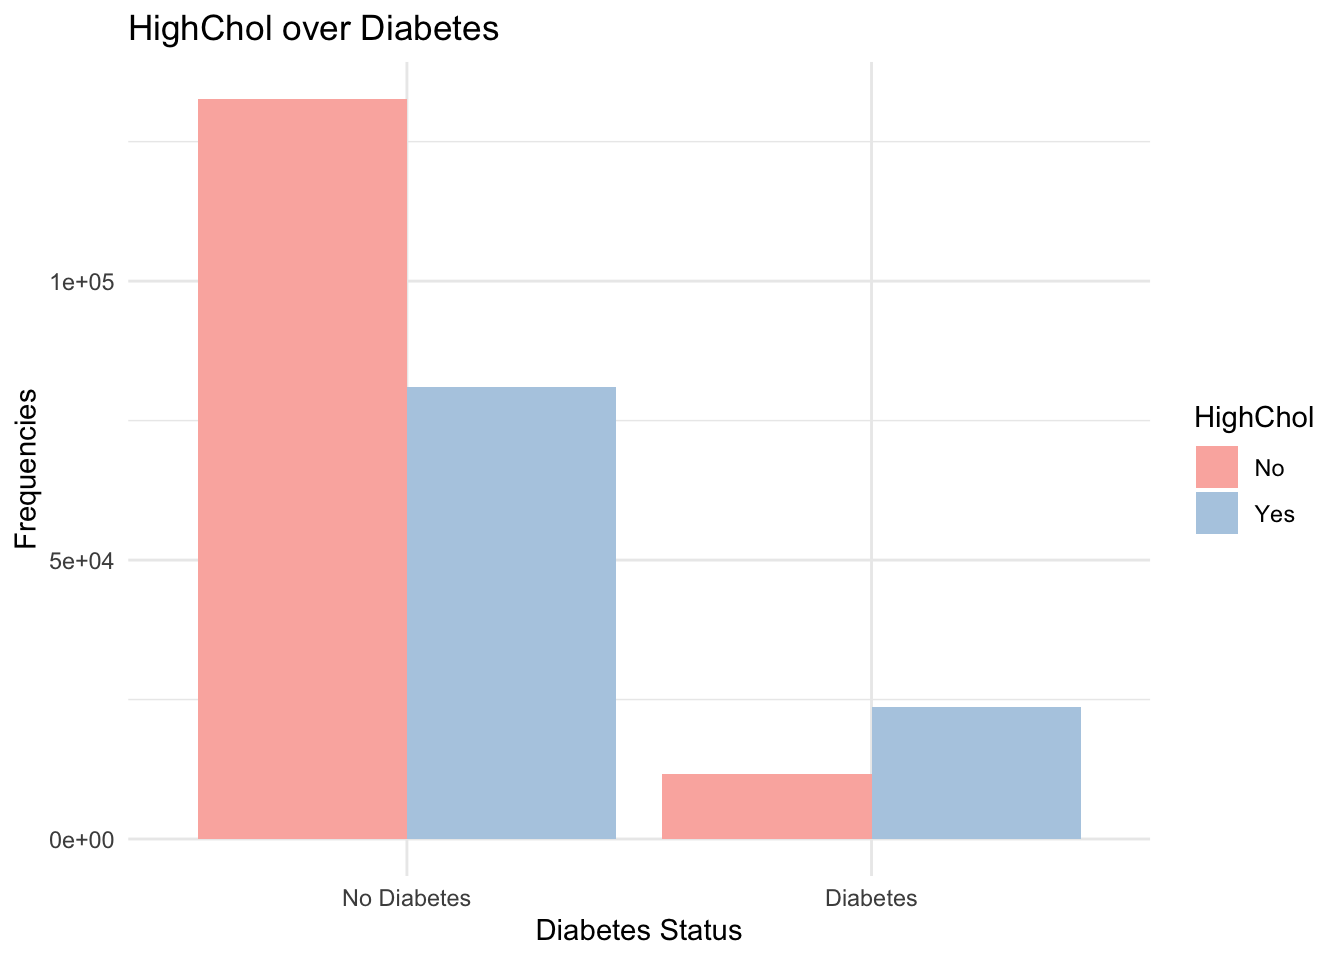 HighChol over Diabetes
1e+05
5e+04
0e+00
Frequencies
No Diabetes
Diabetes
Diabetes Status
HighChol
No
Yes